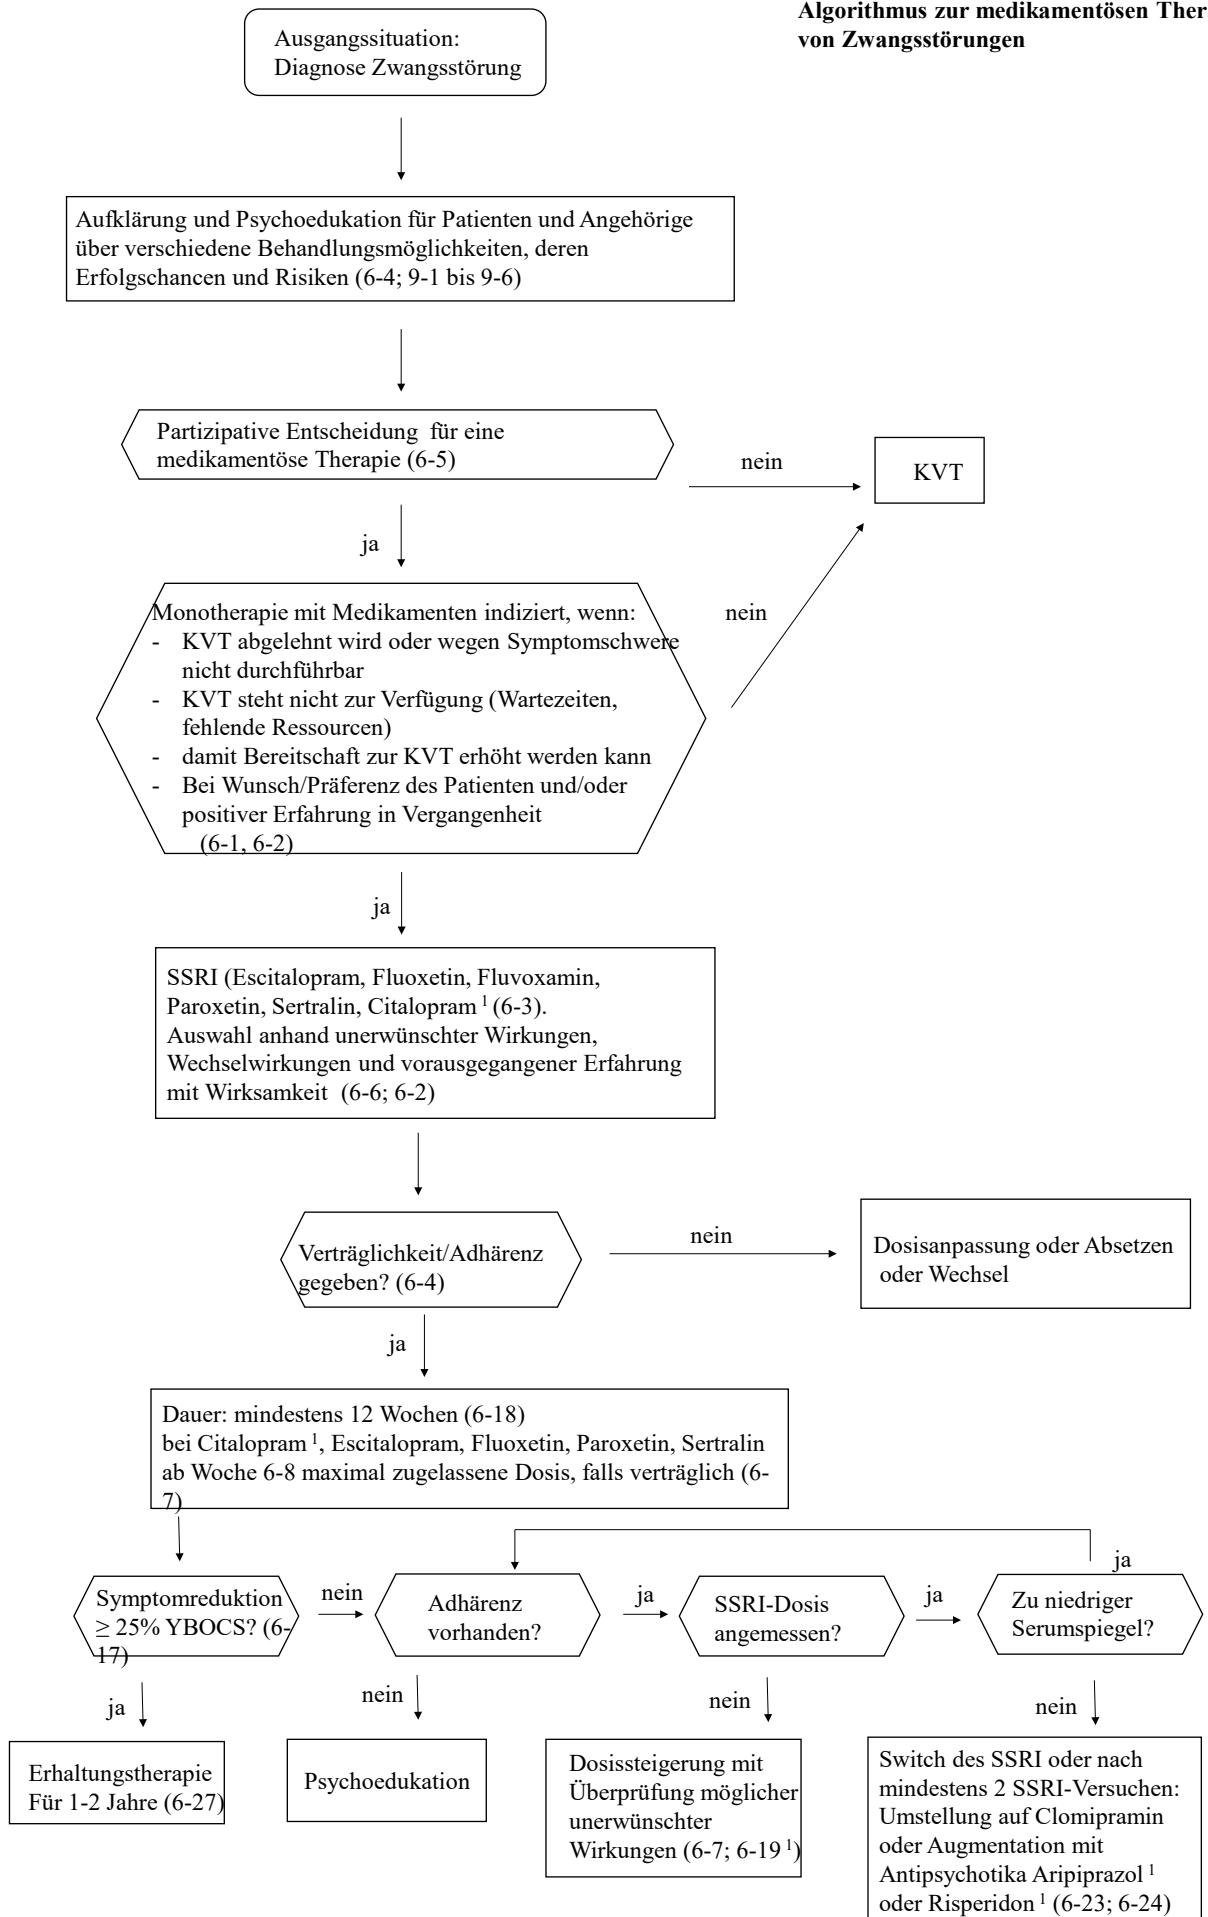 Algorithmus zur medikamentösen Ther
von Zwangsstörungen
Ausgangssituation:
Diagnose Zwangsstörung
Aufklärung und Psychoedukation für Patienten und Angehörige
über verschiedene Behandlungsmöglichkeiten, deren
Erfolgschancen und Risiken (6-4; 9-1 bis 9-6)
Partizipative Entscheidung für eine
medikamentöse Therapie (6-5)
nein
KVT
ja
Monotherapie mit Medikamenten indiziert, wenn:
- KVT abgelehnt wird oder wegen Symptomschwere
nicht durchführbar
- KVT steht nicht zur Verfügung (Wartezeiten,
fehlende Ressourcen)
- damit Bereitschaft zur KVT erhöht werden kann
- Bei Wunsch/Präferenz des Patienten und/oder
positiver Erfahrung in Vergangenheit
(6-1, 6-2)
nein
ja
SSRI (Escitalopram, Fluoxetin, Fluvoxamin,
Paroxetin, Sertralin, Citalopram ¹ (6-3).
Auswahl anhand unerwünschter Wirkungen,
Wechselwirkungen und vorausgegangener Erfahrung
mit Wirksamkeit (6-6; 6-2)
Verträglichkeit/Adhärenz
gegeben? (6-4)
nein
Dosisanpassung oder Absetzen
oder Wechsel
ja
Dauer: mindestens 12 Wochen (6-18)
bei Citalopram ¹, Escitalopram, Fluoxetin, Paroxetin, Sertralin
ab Woche 6-8 maximal zugelassene Dosis, falls verträglich (6-
7)
Symptomreduktion
≥ 25% YBOCS? (6-
17)
nein
Adhärenz
vorhanden?
ja
SSRI-Dosis
angemessen?
ja
Zu niedriger
Serumspiegel?
ja
ja
nein
nein
nein
Erhaltungstherapie
Für 1-2 Jahre (6-27)
Psychoedukation
Dosissteigerung mit
Überprüfung möglicher
unerwünschter
Wirkungen (6-7; 6-19 ¹)
Switch des SSRI oder nach
mindestens 2 SSRI-Versuchen:
Umstellung auf Clomipramin
oder Augmentation mit
Antipsychotika Aripiprazol ¹
oder Risperidon ¹ (6-23; 6-24)